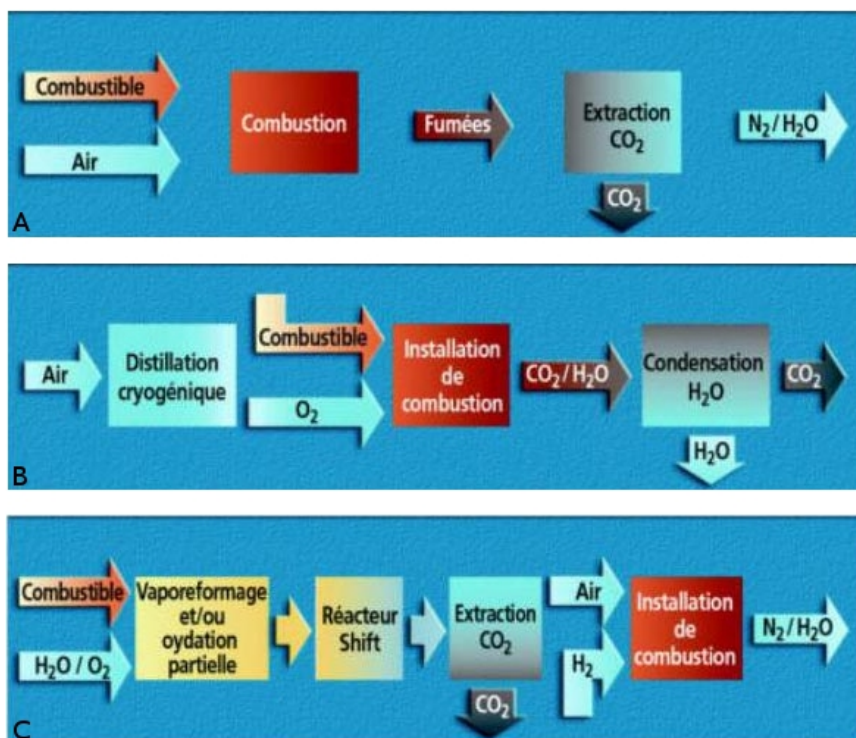 Combustible
Air
Combustion
Fumées
Extraction
CO₂
CO₂
N₂/H₂O
A
Air
Distillation
cryogénique
Combustible
O₂
Installation
de
combustion
CO₂/H₂O
Condensation
H₂O
H₂O
CO₂
B
Combustible
H₂O / O₂
Vaporeformage
et/ou
oydation
partielle
Réacteur
Shift
Extraction
CO₂
CO₂
Air
H₂
Installation
de
combustion
N₂/H₂O
C